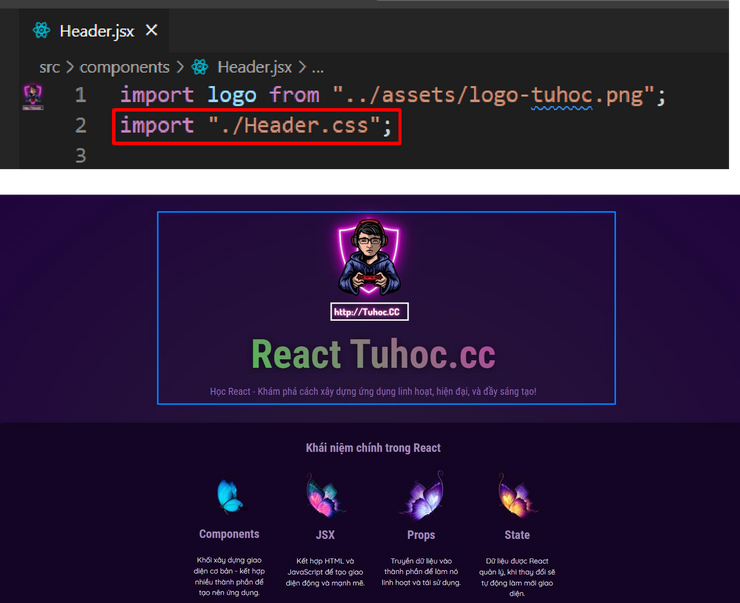 Header.jsx
src > components > Header.jsx > ...
1 import logo from "../assets/logo-tuhoc.png";
2 import "./Header.css";
3
http://Tuhoc.CC
React Tuhoc.cc
Học React - Khám phá cách xây dựng ứng dụng linh hoạt, hiện đại, và đầy sáng tạo!
Khái niệm chính trong React
Components
Khối xây dựng giao
diện cơ bản - kết hợp
nhiều thành phần để
tạo nên ứng dụng.
JSX
Kết hợp HTML và
JavaScript để tạo giao
diện động và mạnh mẽ.
Props
Truyền dữ liệu vào
thành phần để làm nó
linh hoạt và tái sử dụng.
State
Dữ liệu được React
quản lý, khi thay đổi sẽ
tự động làm mới giao
diện.